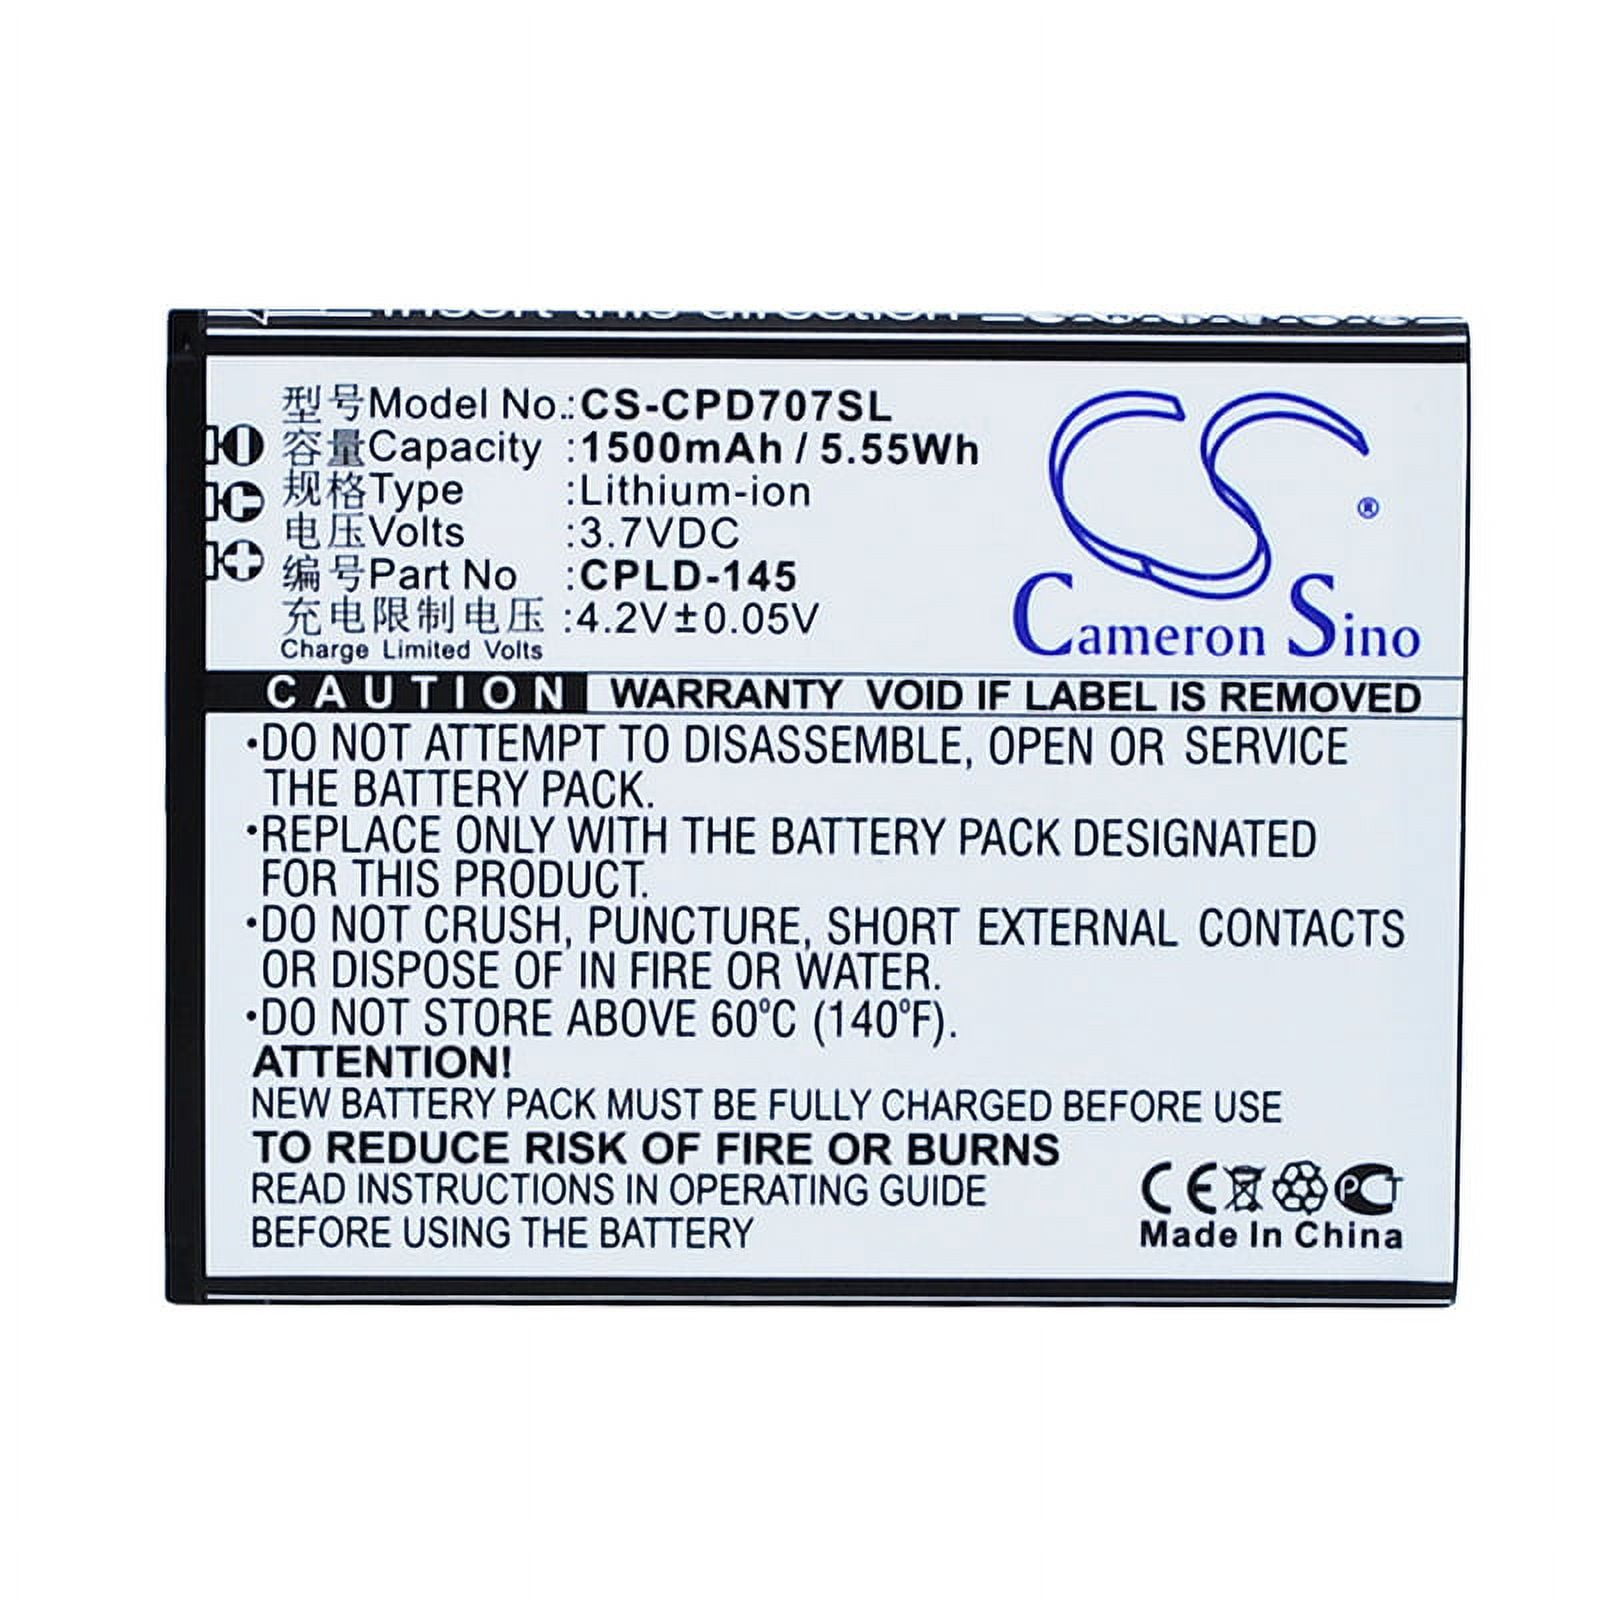 Insert this direction
型号Model No.:CS-CPD707SL
容量Capacity :1500mAh / 5.55Wh
规格Type :Lithium-ion
电压Volts :3.7VDC
编号Part No :CPLD-145
充电限制电压 :4.2V±0.05V
Charge Limited Volts
CS®
Cameron Sino
CAUTION WARRANTY VOID IF LABEL IS REMOVED
•DO NOT ATTEMPT TO DISASSEMBLE, OPEN OR SERVICE
THE BATTERY PACK.
•REPLACE ONLY WITH THE BATTERY PACK DESIGNATED
FOR THIS PRODUCT.
•DO NOT CRUSH, PUNCTURE, SHORT EXTERNAL CONTACTS
OR DISPOSE OF IN FIRE OR WATER.
•DO NOT STORE ABOVE 60°C (140°F).
ATTENTION!
NEW BATTERY PACK MUST BE FULLY CHARGED BEFORE USE
TO REDUCE RISK OF FIRE OR BURNS
READ INSTRUCTIONS IN OPERATING GUIDE
BEFORE USING THE BATTERY
CE PCT
Made In China